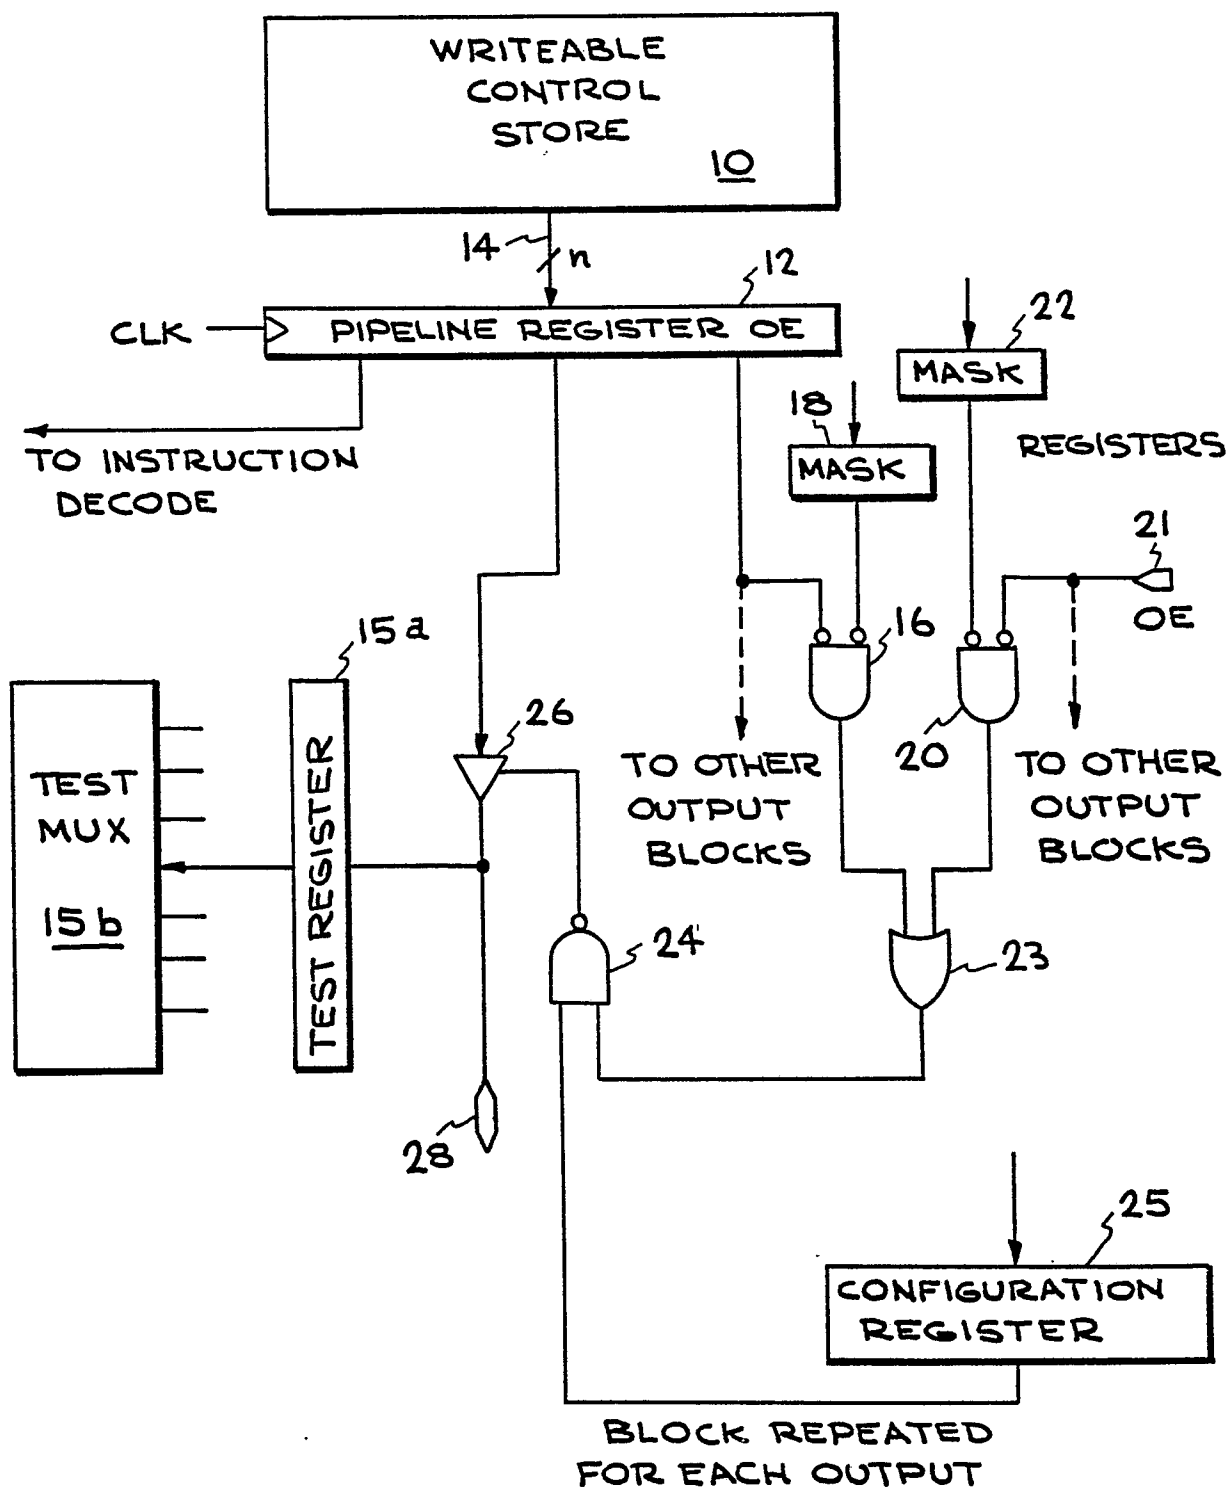 WRITEABLE
CONTROL
STORE
10
14
n
12
CLK
PIPELINE REGISTER OE
22
MASK
18
MASK
REGISTERS
TO INSTRUCTION
DECODE
21
OE
15a
16
26
20
TO OTHER
OUTPUT
BLOCKS
TO OTHER
OUTPUT
BLOCKS
TEST
MUX
15b
TEST REGISTER
24
23
28
25
CONFIGURATION
REGISTER
BLOCK REPEATED
FOR EACH OUTPUT